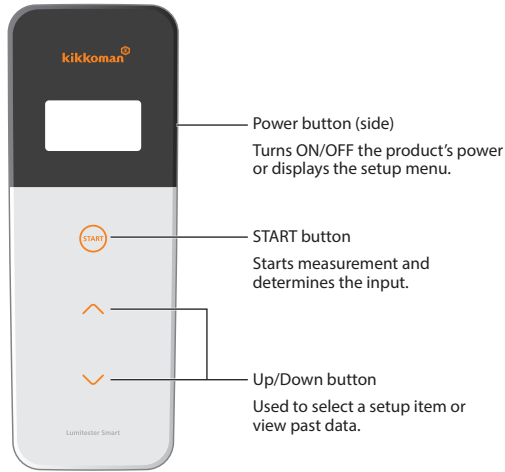 kikkoman
Power button (side)
Turns ON/OFF the product's power
or displays the setup menu.
START
START button
Starts measurement and
determines the input.
Up/Down button
Used to select a setup item or
view past data.
Lumitester Smart